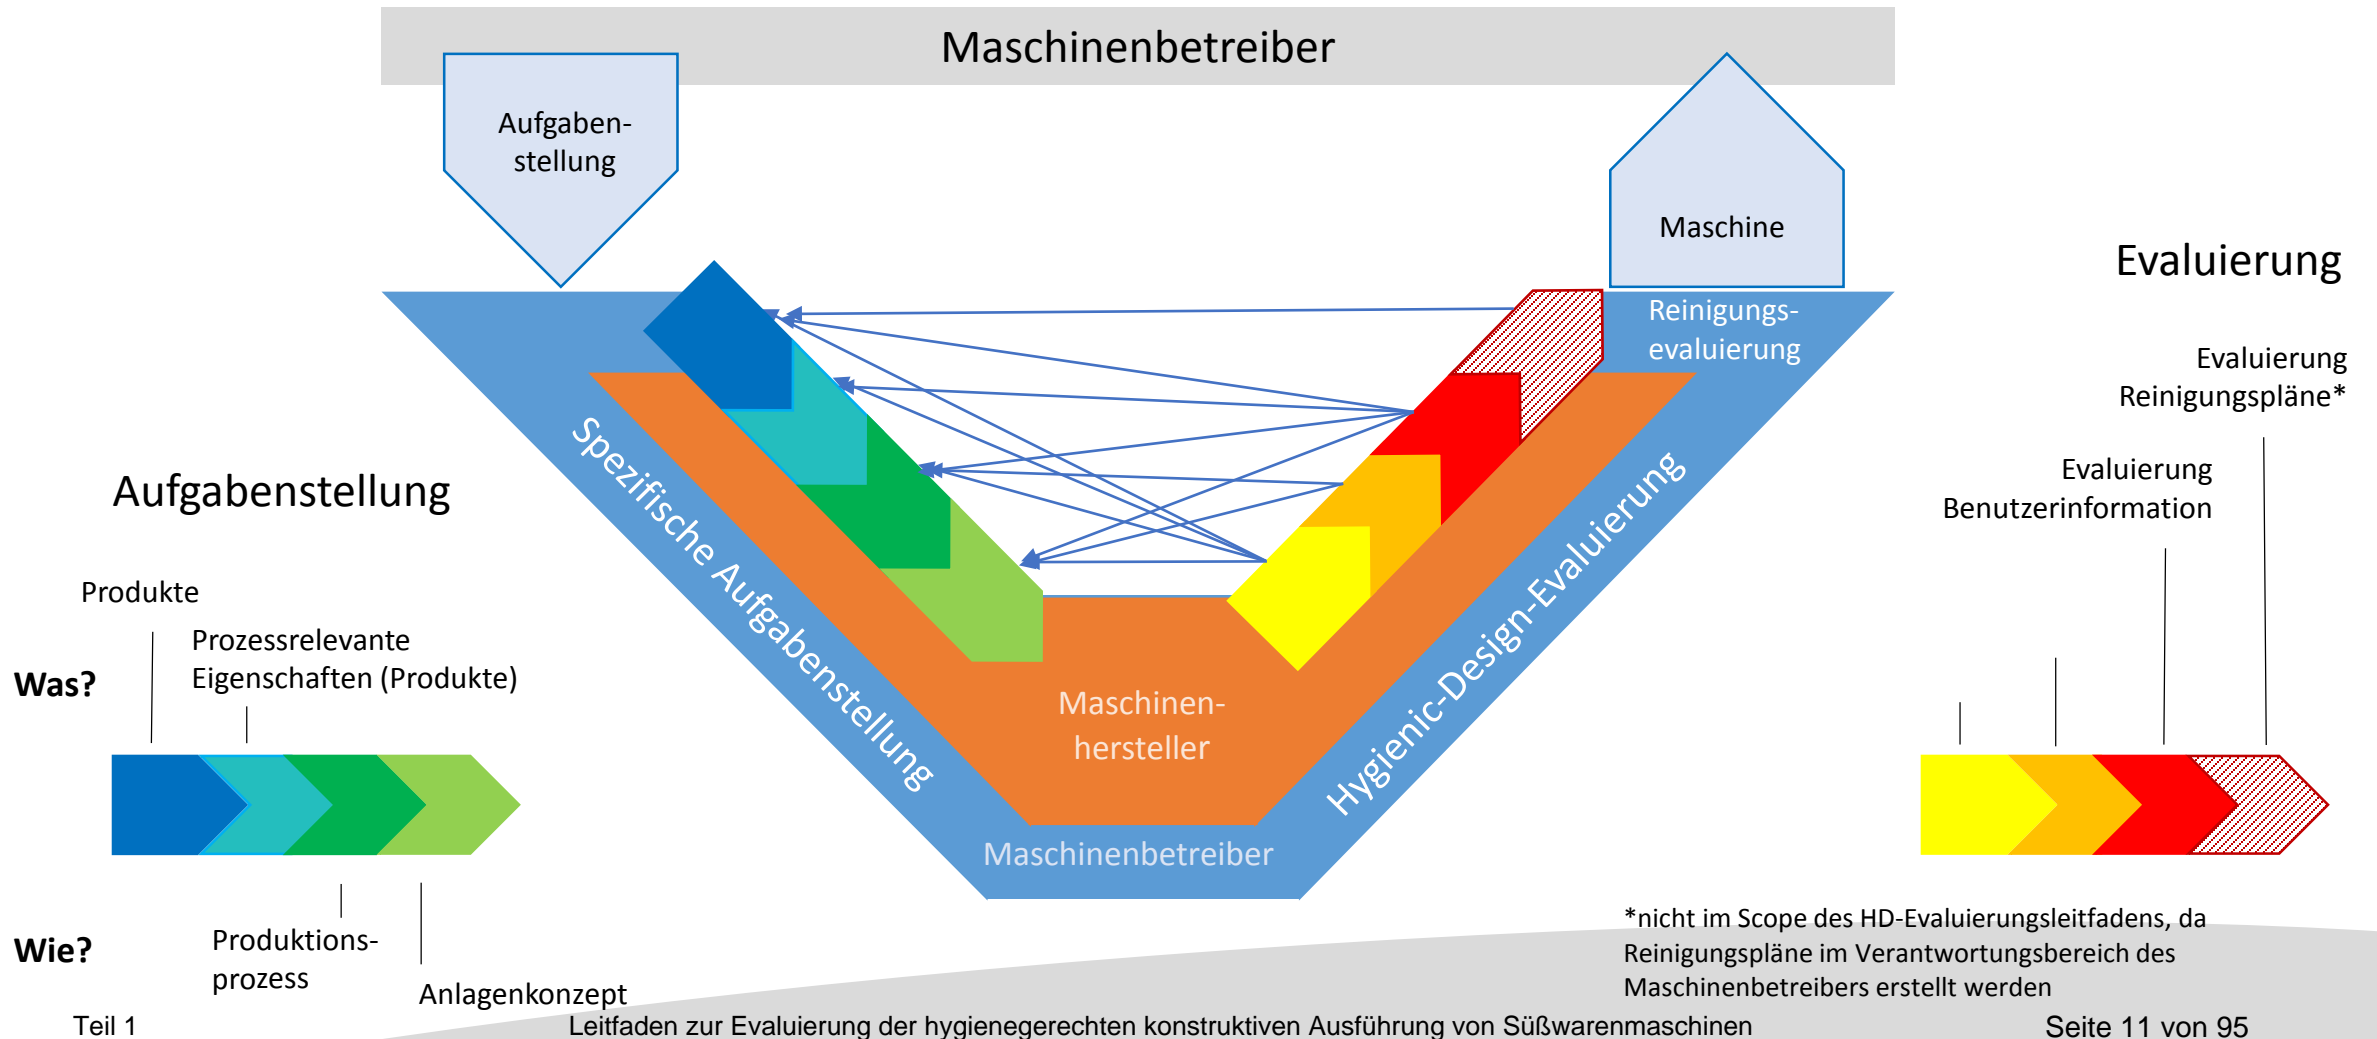 Maschinenbetreiber
Aufgaben-
stellung
Maschine
Evaluierung
Reinigungs-
evaluierung
Evaluierung
Reinigungspläne*
Evaluierung
Benutzerinformation
Aufgabenstellung
Spezifische Aufgabenstellung
Hygienic-Design-Evaluierung
Produkte
Prozessrelevante
Eigenschaften (Produkte)
Was?
Maschinen-
hersteller
Maschinenbetreiber
Wie?
Produktions-
prozess
Anlagenkonzept
*nicht im Scope des HD-Evaluierungsleitfadens, da
Reinigungspläne im Verantwortungsbereich des
Maschinenbetreibers erstellt werden
Teil 1
Leitfaden zur Evaluierung der hygienegerechten konstruktiven Ausführung von Süßwarenmaschinen
Seite 11 von 95